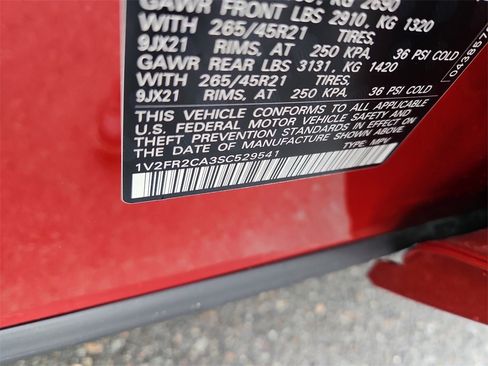 KG 2690
GAWR FRONT LBS 2910, KG 1320
WITH 265/45R21 TIRES,
9JX21 RIMS, AT 250 KPA, 36 PSI COLD
GAWR REAR LBS 3131, KG 1420
WITH 265/45R21 TIRES,
9JX21 RIMS, AT 250 KPA, 36 PSI COLD
THIS VEHICLE CONFORMS TO ALL APPLICABLE
U.S. FEDERAL MOTOR VEHICLE SAFETY AND
THEFT PREVENTION STANDARDS IN EFFECT ON
THE DATE OF MANUFACTURE SHOWN ABOVE.
1V2FR2CA3SC529541 TYPE: MPV